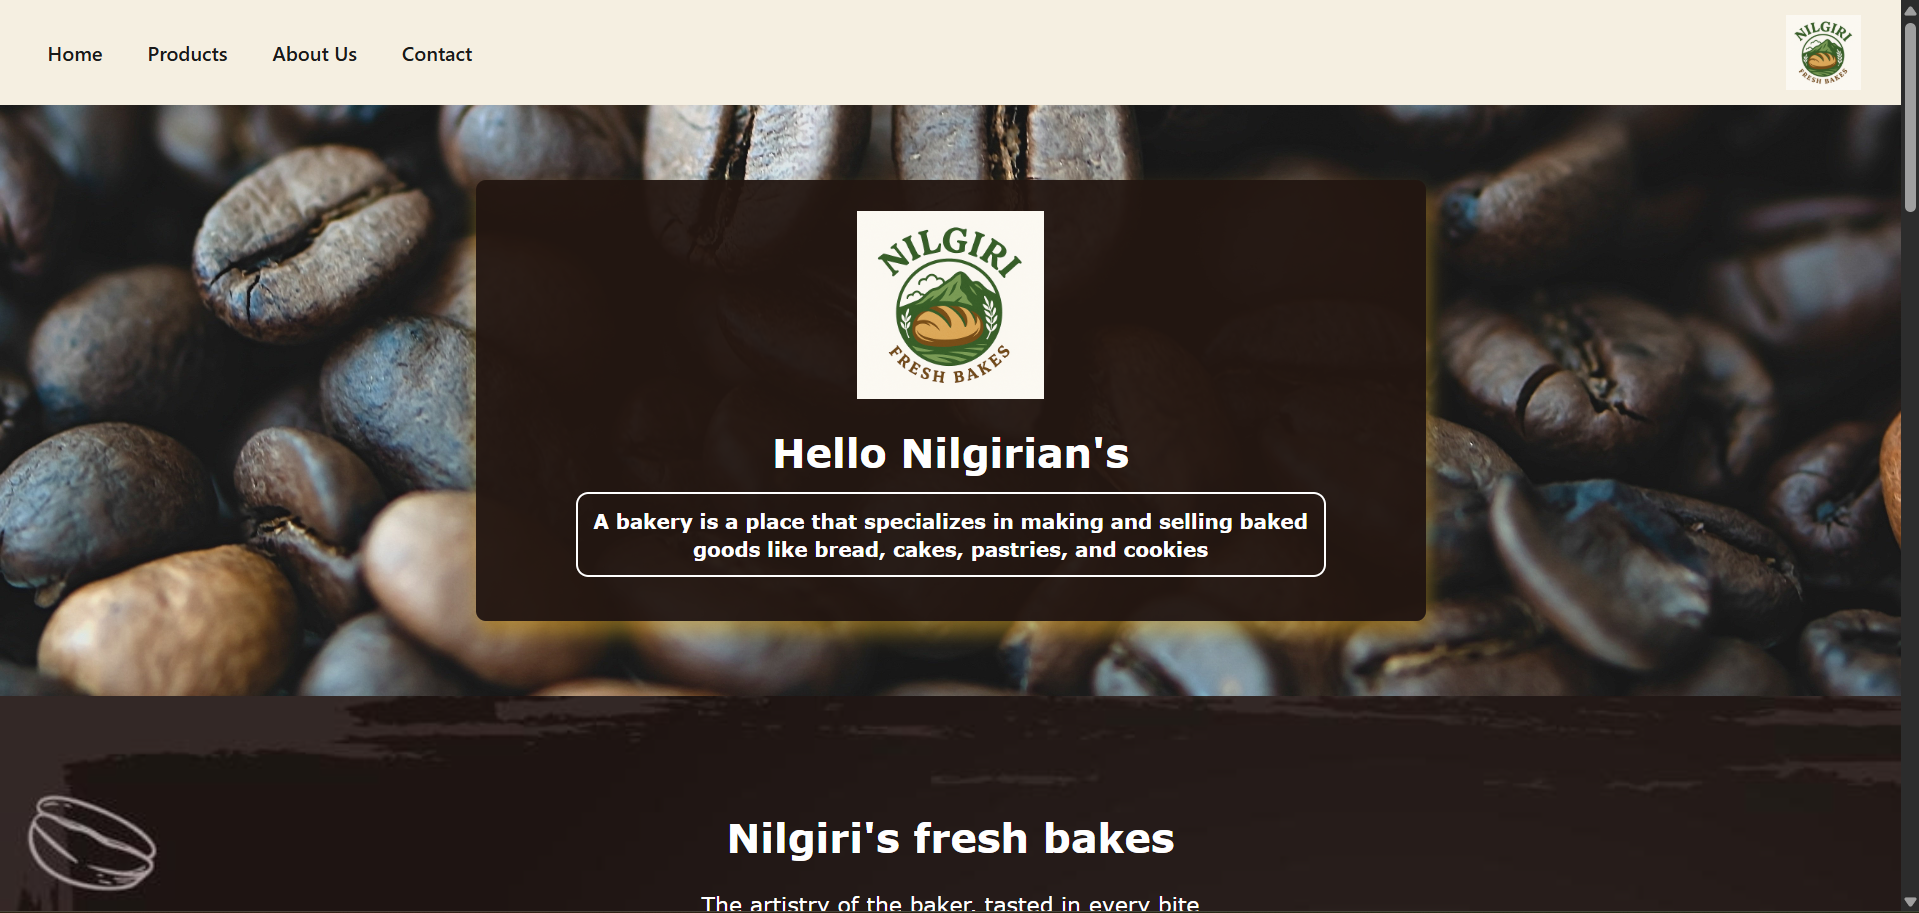 Home Products About Us Contact
NILGIRI
FRESH BAKES
NILGIRI
FRESH BAKES
Hello Nilgirian's
A bakery is a place that specializes in making and selling baked
goods like bread, cakes, pastries, and cookies
Nilgiri's fresh bakes
The artistry of the baker, tasted in every bite